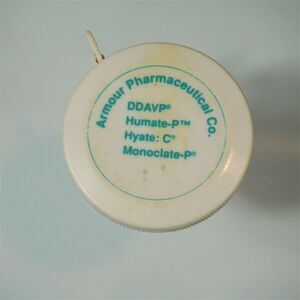 Armour Pharmaceutical Co.
DDAVP®
Humate-P™
Hyate: C®
Monoclate-P®